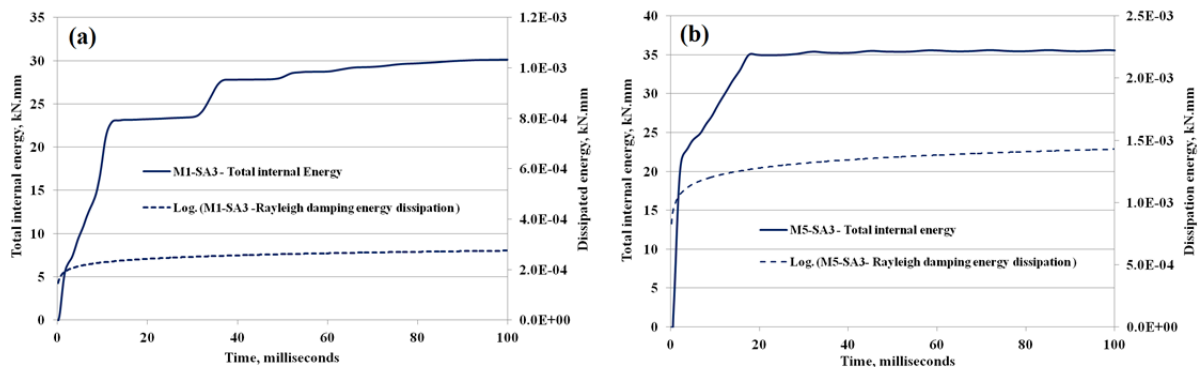 (a)
Total internal energy, kN.mm
35
30
25
20
15
10
5
0
1.2E-03
1.0E-03
8.0E-04
6.0E-04
4.0E-04
2.0E-04
0.0E+00
Dissipated energy, kN.mm
M1-SA3 - Total internal Energy
Log. (M1-SA3 -Rayleigh damping energy dissipation )
0 20 40 60 80 100
Time, milliseconds
(b)
Total internal energy, kN.mm
40
35
30
25
20
15
10
5
0
2.5E-03
2.0E-03
1.5E-03
1.0E-03
5.0E-04
0.0E+00
Dissipation energy, kN.mm
M5-SA3 - Total internal energy
Log. (M5-SA3- Rayleigh damping energy dissipation )
0 20 40 60 80 100
Time, milliseconds